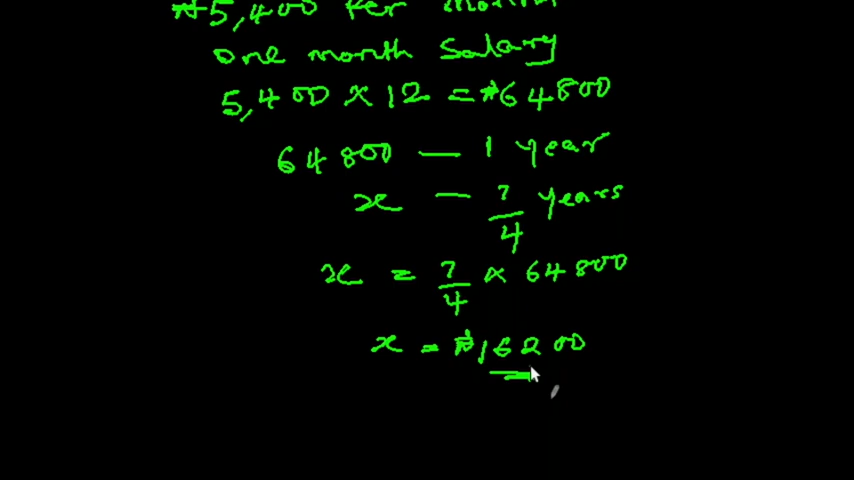 ₦5,400 Per month
One month Salary
5,400 × 12 = ₦64800
64800 — 1 year
x — 7/4 years
x = 7/4 × 64800
x = ₦16200